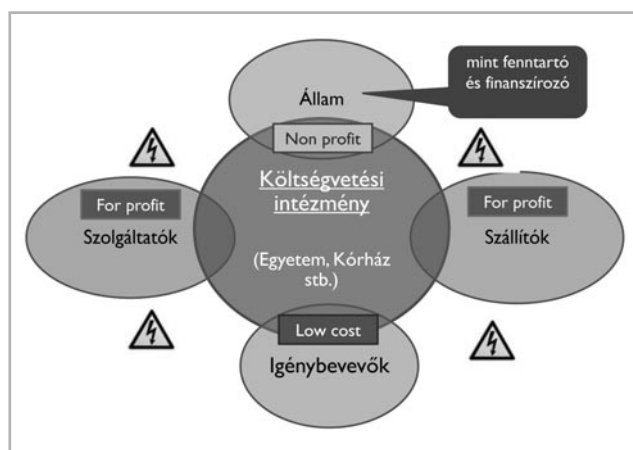 mint fenntartó
és finanszírozó
Állam
Non profit
Költségvetési
intézmény
(Egyetem, Kórház
stb.)
For profit
Szolgáltatók
For profit
Szállítók
Low cost
Igénybevevők